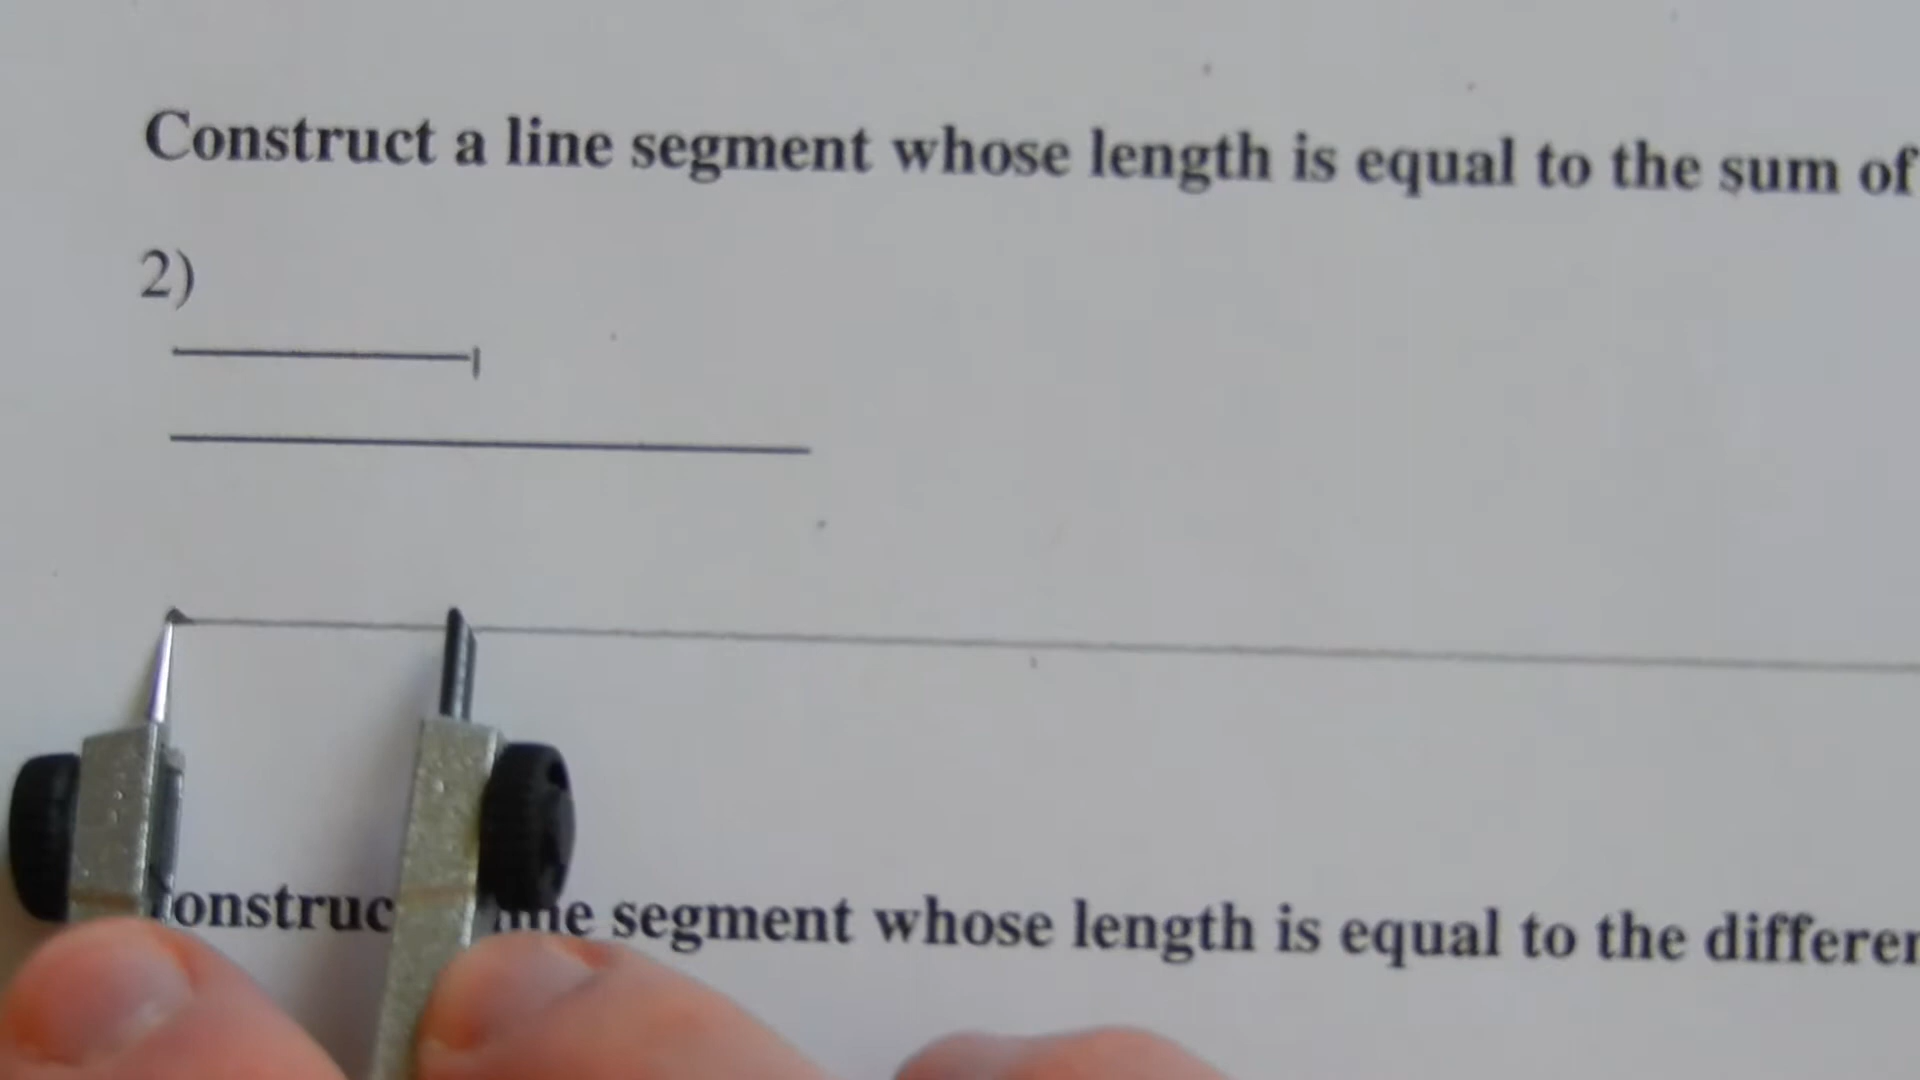 Construct a line segment whose length is equal to the sum of
2)
onstruc ne segment whose length is equal to the differen